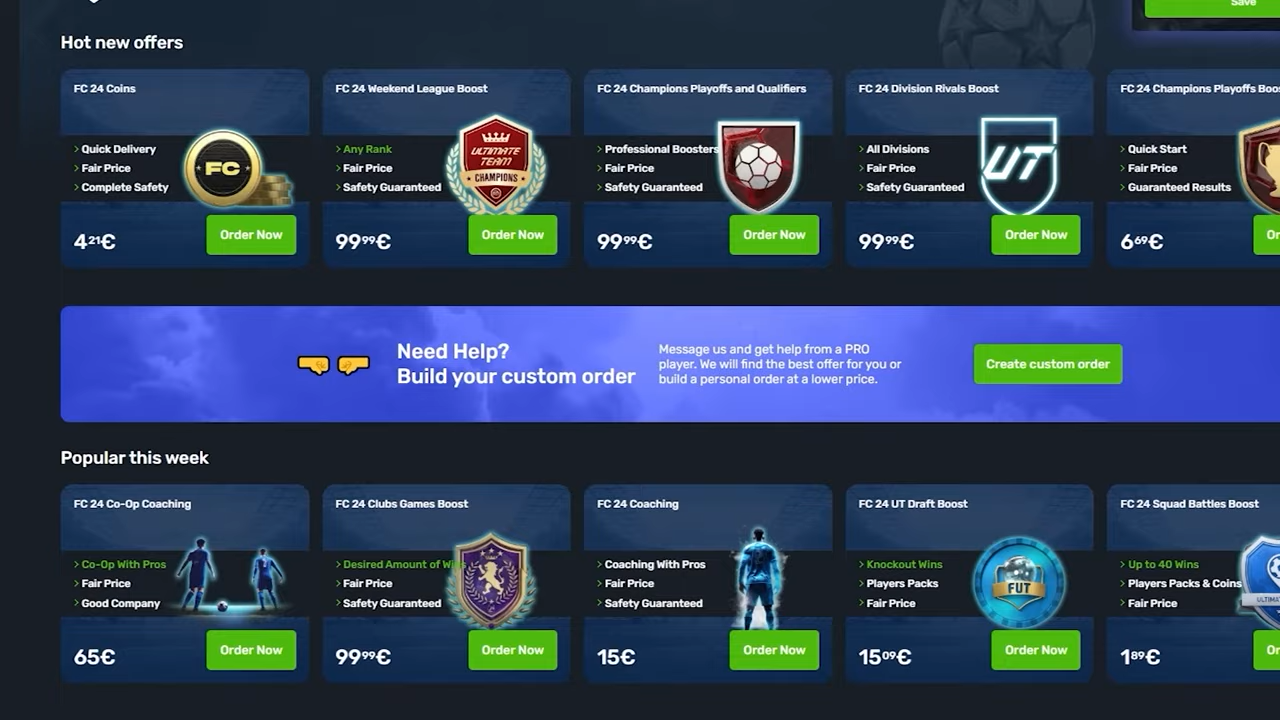 Save
Hot new offers
FC 24 Coins
> Quick Delivery
> Fair Price
> Complete Safety
FC
4²¹€
Order Now
FC 24 Weekend League Boost
> Any Rank
> Fair Price
> Safety Guaranteed
ULTIMATE
TEAM
CHAMPIONS
99⁹⁹€
Order Now
FC 24 Champions Playoffs and Qualifiers
> Professional Boosters
> Fair Price
> Safety Guaranteed
99⁹⁹€
Order Now
FC 24 Division Rivals Boost
> All Divisions
> Fair Price
> Safety Guaranteed
UT
99⁹⁹€
Order Now
FC 24 Champions Playoffs Boos
> Quick Start
> Fair Price
> Guaranteed Results
6⁶⁹€
Or
Need Help?
Build your custom order
Message us and get help from a PRO
player. We will find the best offer for you or
build a personal order at a lower price.
Create custom order
Popular this week
FC 24 Co-Op Coaching
> Co-Op With Pros
> Fair Price
> Good Company
65€
Order Now
FC 24 Clubs Games Boost
> Desired Amount of Wins
> Fair Price
> Safety Guaranteed
99⁹⁹€
Order Now
FC 24 Coaching
> Coaching With Pros
> Fair Price
> Safety Guaranteed
15€
Order Now
FC 24 UT Draft Boost
> Knockout Wins
> Players Packs
> Fair Price
FUT
15⁰⁹€
Order Now
FC 24 Squad Battles Boost
> Up to 40 Wins
> Players Packs & Coins
> Fair Price
ULTIMA
1⁸⁹€
Or